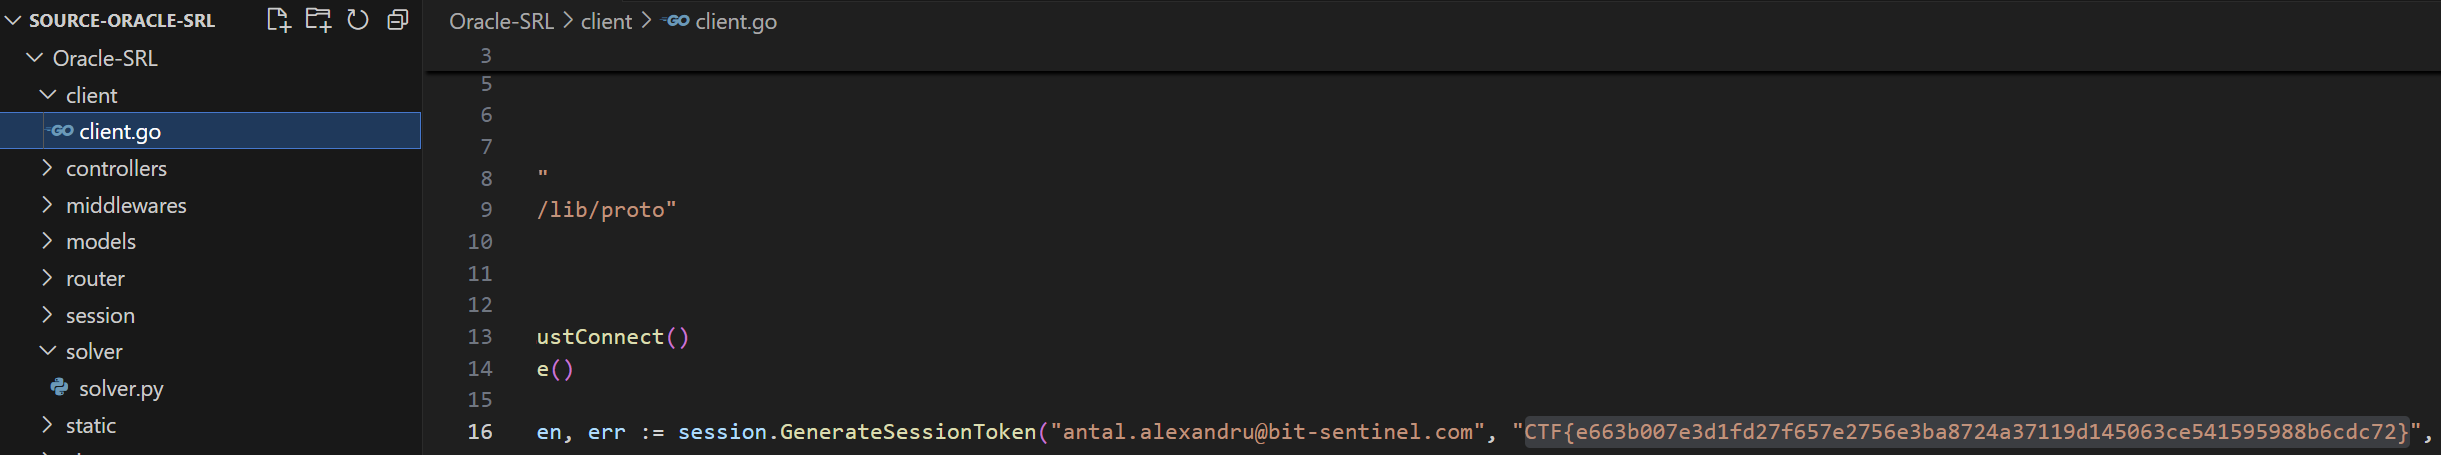 SOURCE-ORACLE-SRL
Oracle-SRL
client
client.go
controllers
middlewares
models
router
session
solver
solver.py
static
Oracle-SRL > client > GO client.go
3
5
6
7
8 "
9 /lib/proto"
10
11
12
13 ustConnect()
14 e()
15
16 en, err := session.GenerateSessionToken("antal.alexandru@bit-sentinel.com", "CTF{e663b007e3d1fd27f657e2756e3ba8724a37119d145063ce541595988b6cdc72}",